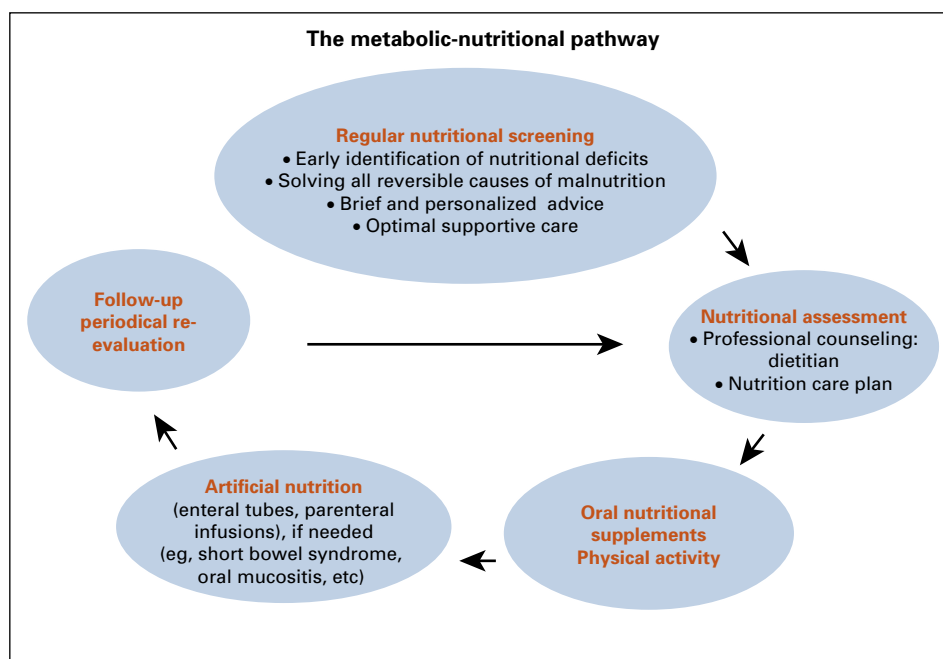 The metabolic-nutritional pathway
Regular nutritional screening
• Early identification of nutritional deficits
• Solving all reversible causes of malnutrition
• Brief and personalized advice
• Optimal supportive care
Nutritional assessment
• Professional counseling:
dietitian
• Nutrition care plan
Oral nutritional
supplements
Physical activity
Artificial nutrition
(enteral tubes, parenteral
infusions), if needed
(eg, short bowel syndrome,
oral mucositis, etc)
Follow-up
periodical re-
evaluation